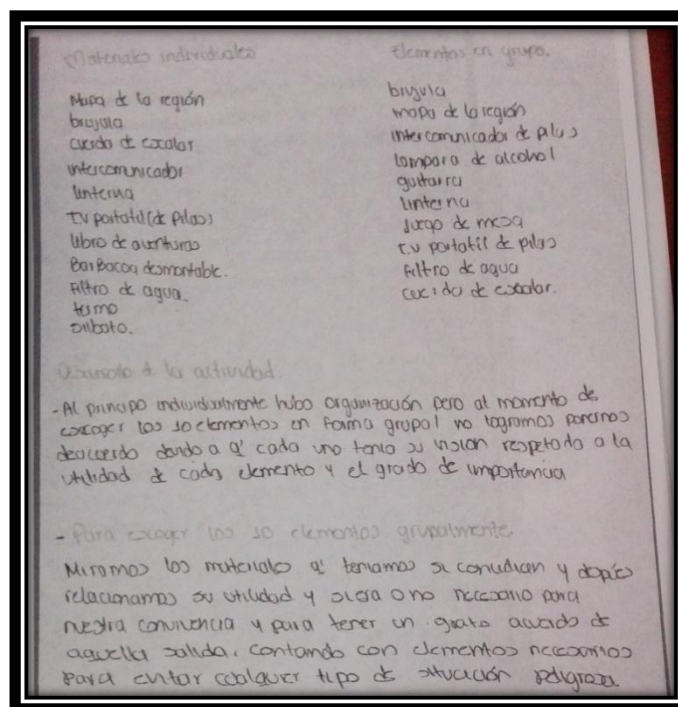 Materiales individuales
Mapa de la región
brujula
cuerda de escalar
intercomunicador
linterna
tv portatil (de pilas)
libro de aventuras
BarBacoa desmontable.
Filtro de agua.
termo
silbato.
Elementos en grupo.
brujula
mapa de la región
intercomunicador de pilas
lampara de alcohol
guitarra
linterna
juego de mesa
t.v portatil de pilas
Filtro de agua
cuerda de escalar.
Desarrollo de la actividad.
-Al principio individualmente hubo organización pero al momento de
escoger los 10 elementos en forma grupal no logramos ponernos
deacuerdo dando a q' cada uno tenia su vision respetado a la
utilidad de cada elemento y el grado de importancia
- Para escoger los 10 elementos grupalmente
Miramos los materiales q' teniamos si y
relacionamos su utilidad y si era o no necesario para
nuestra convivencia y para tener un grato de
aquella salida. contando con elementos necesarios
para evitar cualquier tipo de situación peligrosa